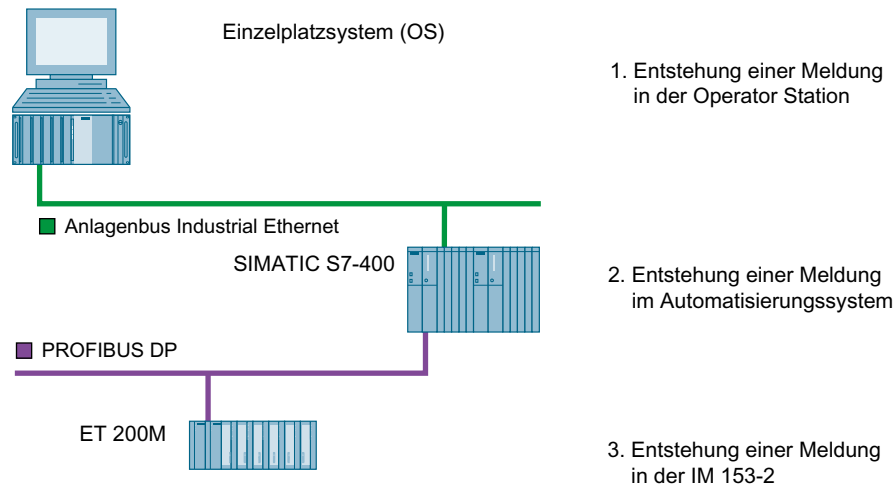 Einzelplatzsystem (OS)
1. Entstehung einer Meldung
in der Operator Station
Anlagenbus Industrial Ethernet
SIMATIC S7-400
2. Entstehung einer Meldung
im Automatisierungssystem
PROFIBUS DP
ET 200M
3. Entstehung einer Meldung
in der IM 153-2